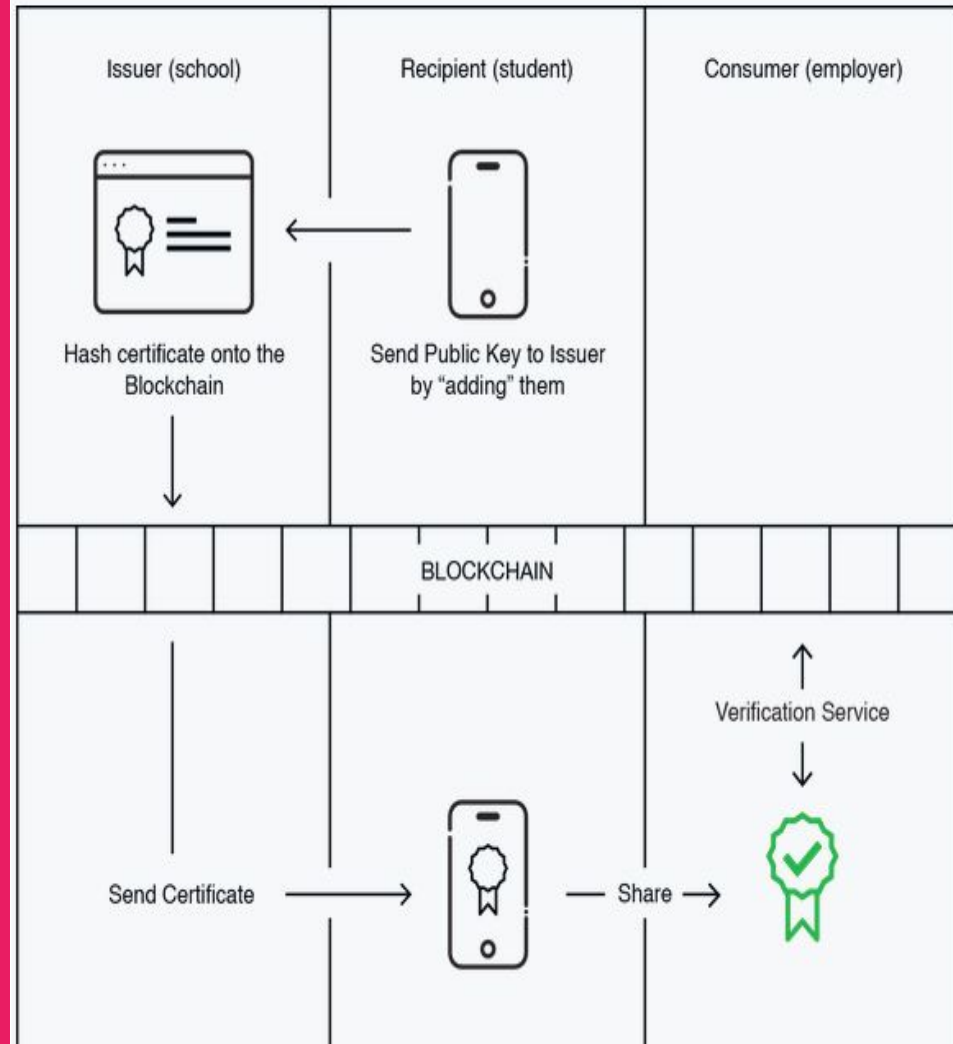 Issuer (school)
Recipient (student)
Consumer (employer)
Hash certificate onto the
Blockchain
Send Public Key to Issuer
by “adding” them
BLOCKCHAIN
Verification Service
Send Certificate
Share